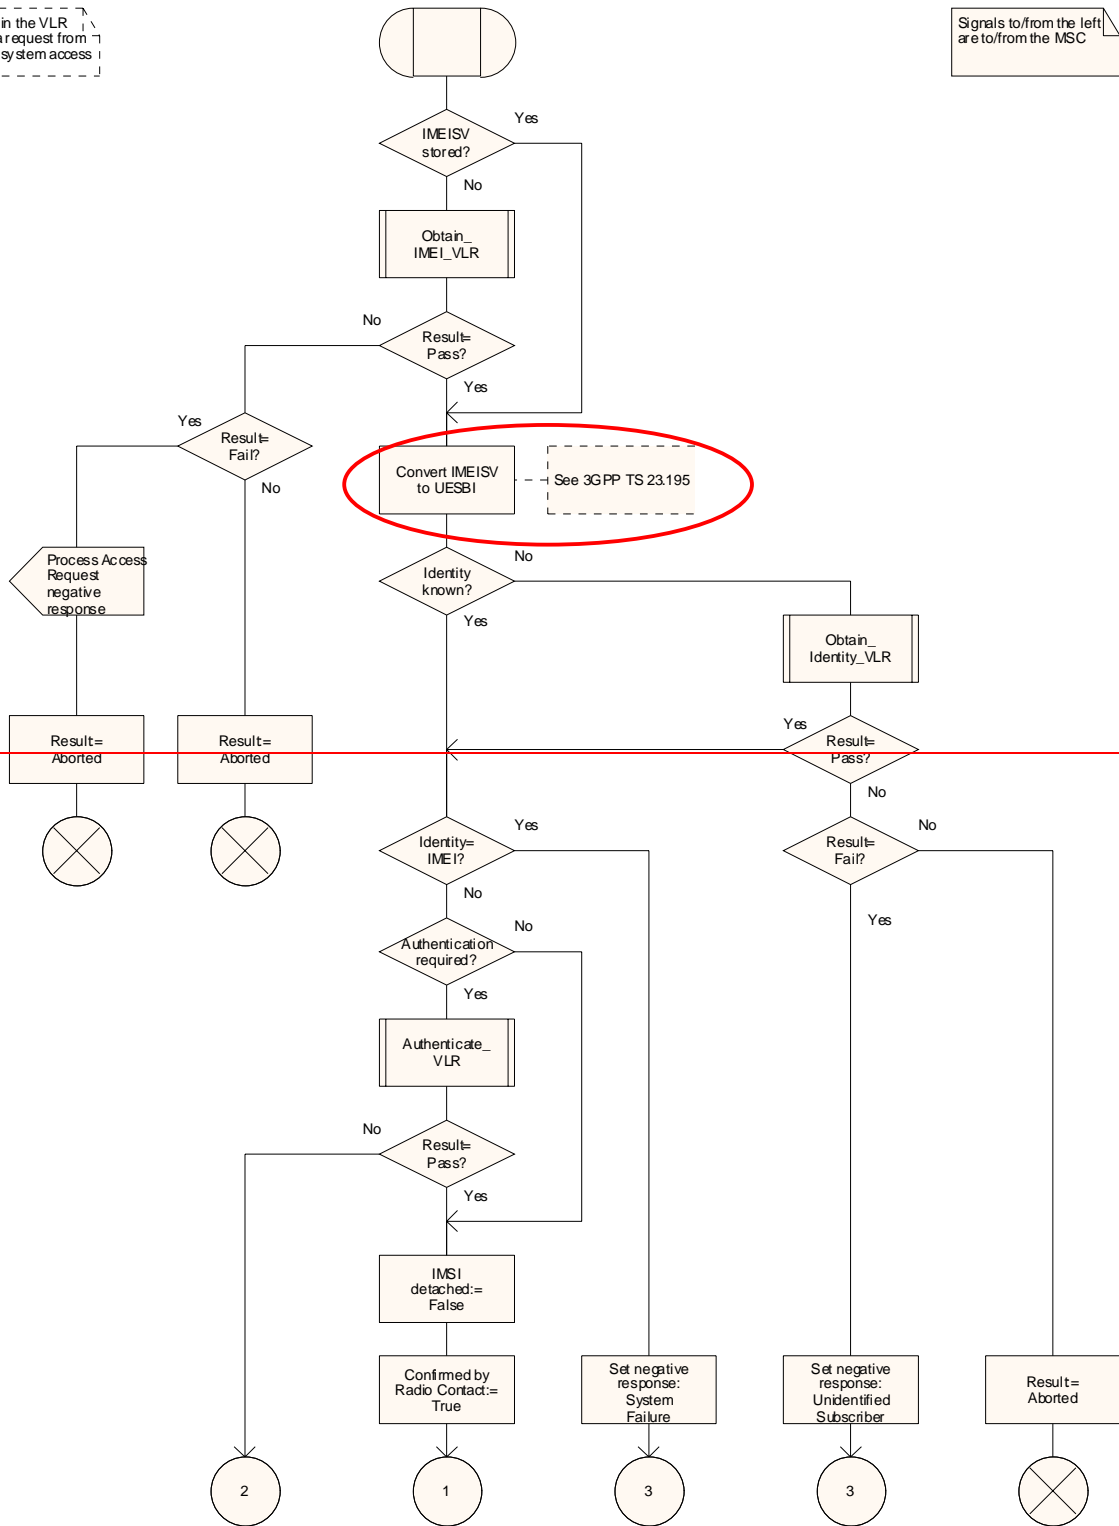 in the VLR
a request from
system access
Signals to/from the left
are to/from the MSC
IMEISV
stored?
Yes
No
Obtain_
IMEI_VLR
Result=
Pass?
No
Yes
Result=
Fail?
Yes
No
Convert IMEISV
to UESBI
See 3GPP TS 23.195
Process Access
Request
negative
response
Identity
known?
No
Yes
Obtain_
Identity_VLR
Result=
Aborted
Result=
Aborted
Yes
Result=
Pass?
No
Identity=
IMEI?
Yes
No
Result=
Fail?
No
Yes
Authentication
required?
No
Yes
Authenticate_
VLR
Result=
Pass?
No
Yes
IMSI
detached:=
False
Confirmed by
Radio Contact:=
True
Set negative
response:
System
Failure
Set negative
response:
Unidentified
Subscriber
Result=
Aborted
2
1
3
3